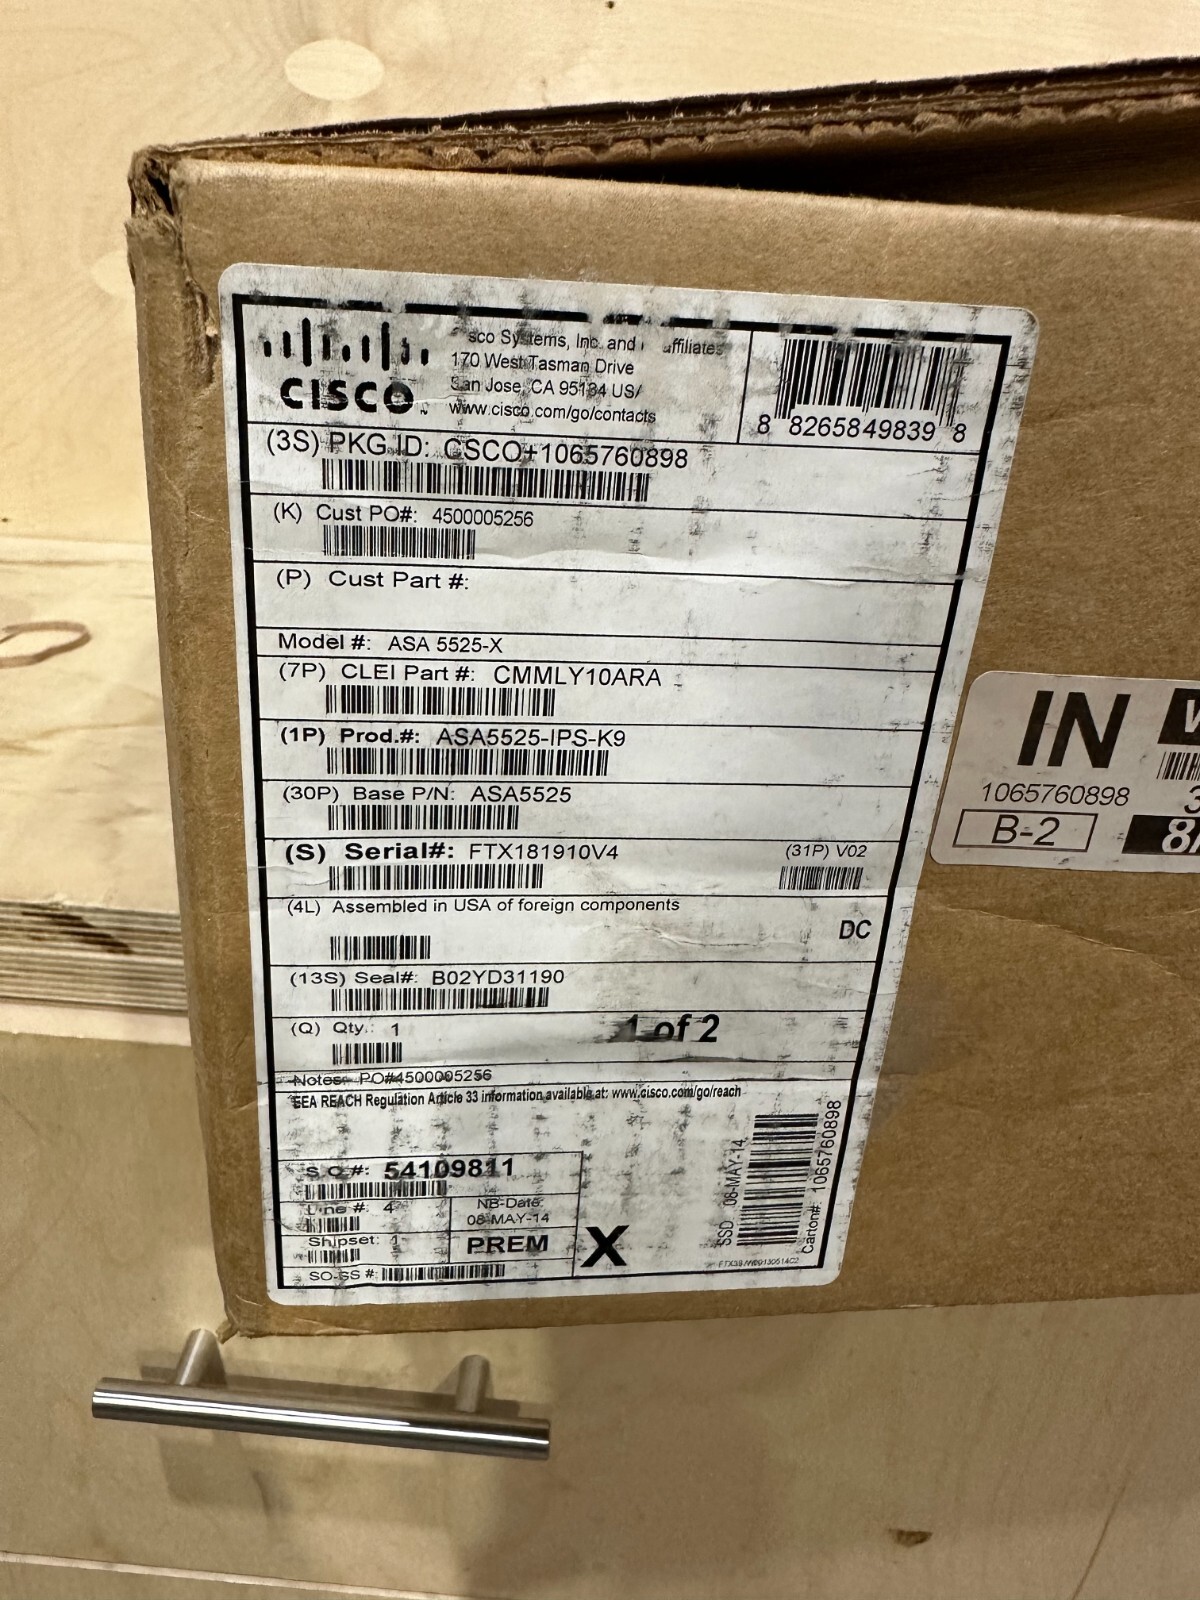 CISCO
sco Systems, Inc. and affiliates
170 West Tasman Drive
San Jose, CA 95134
www.cisco.com/go/contacts
8 8265849839 8
(3S) PKG ID: CSCO+1065760898
(K) Cust PO#: 4500005256
(P) Cust Part #:
Model #: ASA 5525-X
(7P) CLEI Part #: CMMLY10ARA
(1P) Prod.#: ASA5525-IPS-K9
(30P) Base P/N: ASA5525
(S) Serial#: FTX181910V4
(31P) V02
(4L) Assembled in USA of foreign components
DC
(13S) Seal#: B02YD31190
(Q) Qty.: 1
1 of 2
Notes: PO#4500005256
EEA REACH Regulation Article 33 information available at: www.cisco.com/go/reach
S.O.#: 54109811
Line #: 4
NB-Date:
08-MAY-14
Shipset: 1
PREM
X
SO-SS #:
SSD 08-MAY-14
Carton#: 1065760898
IN
1065760898
B-2